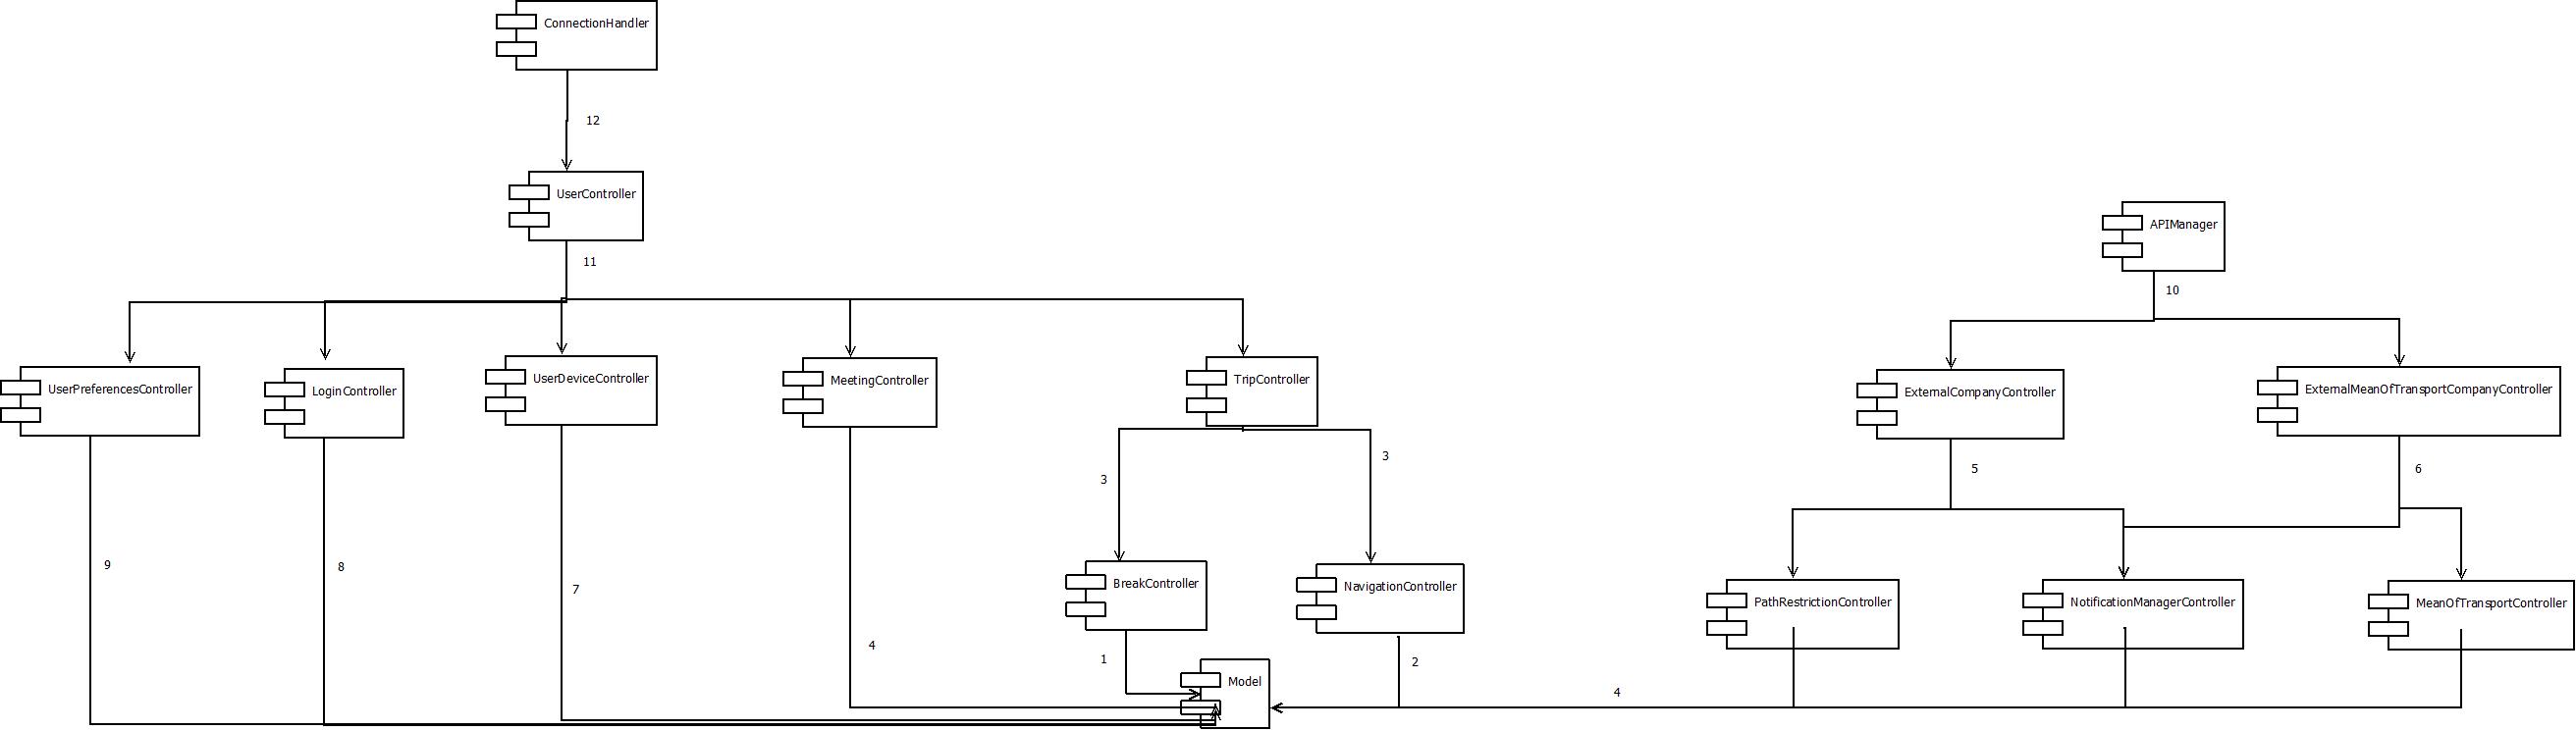 ConnectionHandler
12
UserController
APIManager
11
10
UserPreferencesController
LoginController
UserDeviceController
MeetingController
TripController
ExternalCompanyController
ExternalMeanOfTransportCompanyController
3
3
5
6
9
8
7
BreakController
NavigationController
PathRestrictionController
NotificationManagerController
MeanOfTransportController
4
1
2
Model
4